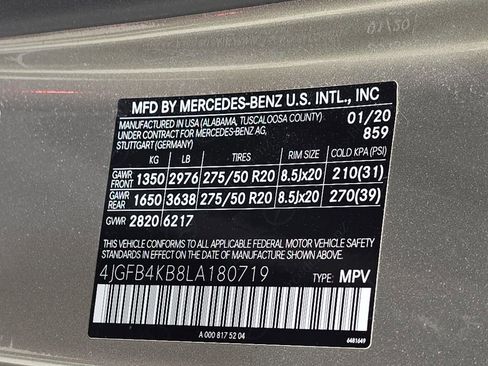 MFD BY MERCEDES-BENZ U.S. INTL., INC
MANUFACTURED IN USA (ALABAMA, TUSCALOOSA COUNTY) 01/20
UNDER CONTRACT FOR MERCEDES-BENZ AG, 859
STUTTGART (GERMANY)
KG LB TIRES RIM SIZE COLD KPA (PSI)
GAWR FRONT 1350 2976 275/50 R20 8.5Jx20 210(31)
GAWR REAR 1650 3638 275/50 R20 8.5Jx20 270(39)
GVWR 2820 6217
THIS VEHICLE CONFORMS TO ALL APPLICABLE FEDERAL MOTOR VEHICLE SAFETY
STANDARDS IN EFFECT ON THE DATE OF MANUFACTURE SHOWN ABOVE.
4JGFB4KB8LA180719 TYPE: MPV
A 000 817 52 04
6481649